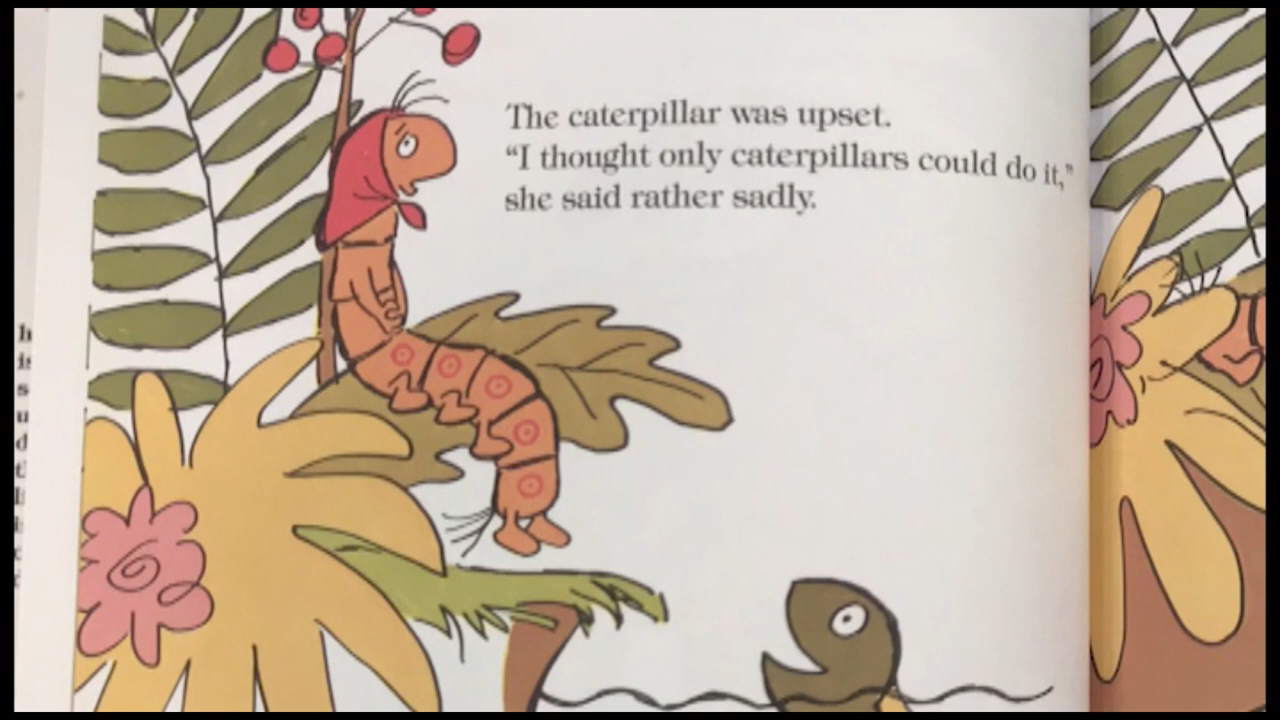 The caterpillar was upset.
“I thought only caterpillars could do it,”
she said rather sadly.